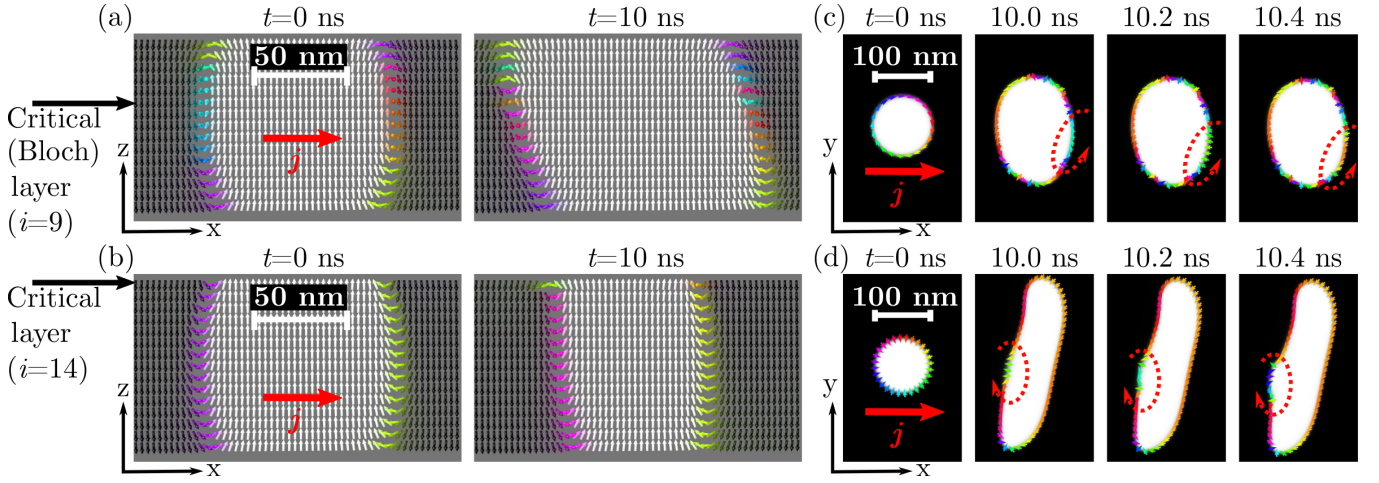 (a)
t=0 ns
t=10 ns
50 nm
j
Critical
(Bloch)
layer
(i=9)
z
x
(c)
t=0 ns
10.0 ns
10.2 ns
10.4 ns
100 nm
j
y
x
(b)
t=0 ns
t=10 ns
50 nm
j
Critical
layer
(i=14)
z
x
(d)
t=0 ns
10.0 ns
10.2 ns
10.4 ns
100 nm
j
y
x